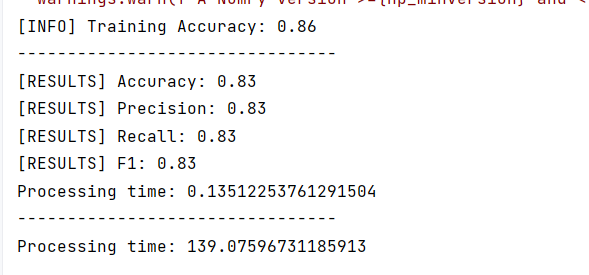 warnings.warn(f"A NumPy version >={np_minversion} and <
[INFO] Training Accuracy: 0.86
--------------------------------
[RESULTS] Accuracy: 0.83
[RESULTS] Precision: 0.83
[RESULTS] Recall: 0.83
[RESULTS] F1: 0.83
Processing time: 0.13512253761291504
--------------------------------
Processing time: 139.07596731185913